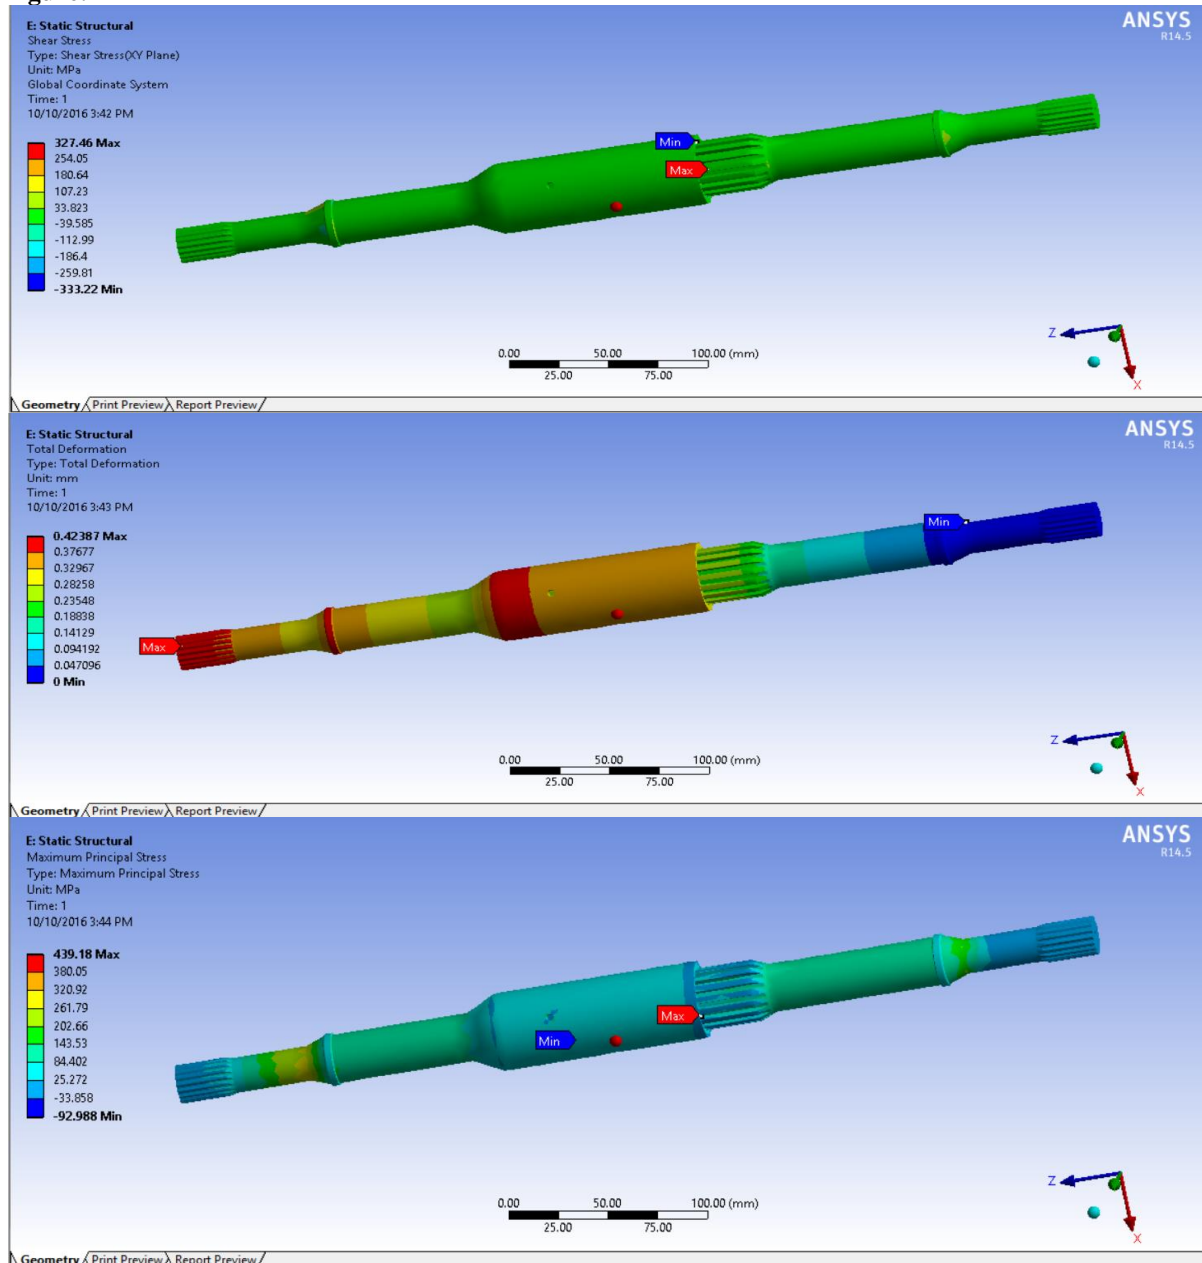 E: Static Structural
Shear Stress
Type: Shear Stress(XY Plane)
Unit: MPa
Global Coordinate System
Time: 1
10/10/2016 3:42 PM
ANSYS
R14.5
327.46 Max
254.05
180.64
107.23
33.823
-39.585
-112.99
-186.4
-259.81
-333.22 Min
Min
Max
0.00 50.00 100.00 (mm)
25.00 75.00
Z
X
Geometry Print Preview Report Preview
E: Static Structural
Total Deformation
Type: Total Deformation
Unit: mm
Time: 1
10/10/2016 3:43 PM
ANSYS
R14.5
0.42387 Max
0.37677
0.32967
0.28258
0.23548
0.18838
0.14129
0.094192
0.047096
0 Min
Min
Max
0.00 50.00 100.00 (mm)
25.00 75.00
Z
X
Geometry Print Preview Report Preview
E: Static Structural
Maximum Principal Stress
Type: Maximum Principal Stress
Unit: MPa
Time: 1
10/10/2016 3:44 PM
ANSYS
R14.5
439.18 Max
380.05
320.92
261.79
202.66
143.53
84.402
25.272
-33.858
-92.988 Min
Max
Min
0.00 50.00 100.00 (mm)
25.00 75.00
Z
X
Geometry Print Preview Report Preview